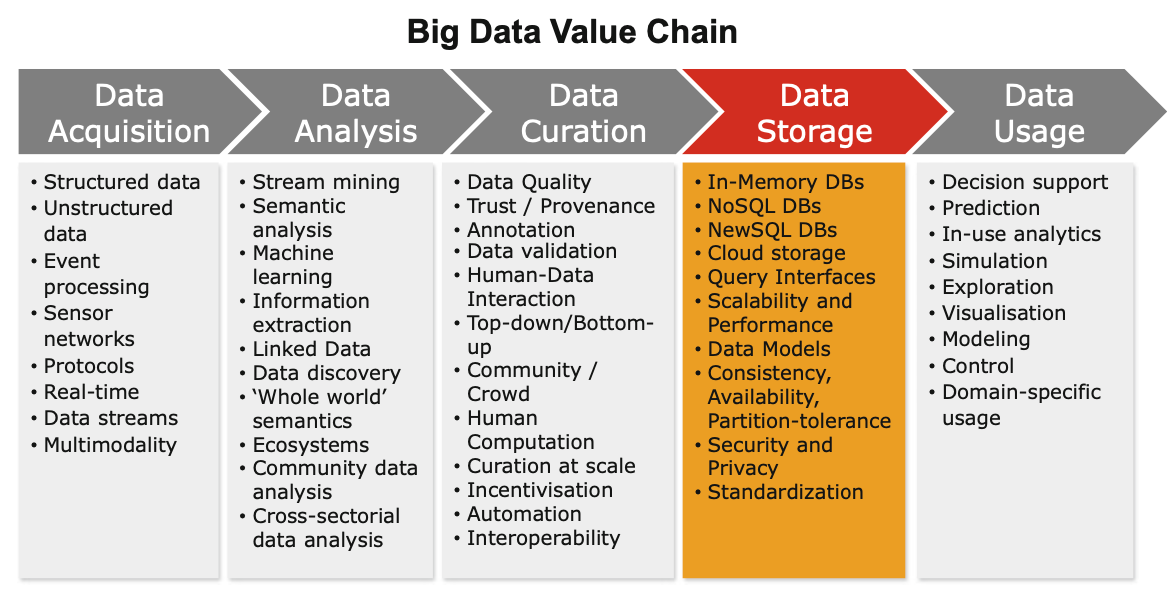 Big Data Value Chain
Data
Acquisition
Data
Analysis
Data
Curation
Data
Storage
Data
Usage
• Structured data
• Unstructured
data
• Event
processing
• Sensor
networks
• Protocols
• Real-time
• Data streams
• Multimodality
• Stream mining
• Semantic
analysis
• Machine
learning
• Information
extraction
• Linked Data
• Data discovery
• ‘Whole world’
semantics
• Ecosystems
• Community data
analysis
• Cross-sectorial
data analysis
• Data Quality
• Trust / Provenance
• Annotation
• Data validation
• Human-Data
Interaction
• Top-down/Bottom-
up
• Community /
Crowd
• Human
Computation
• Curation at scale
• Incentivisation
• Automation
• Interoperability
• In-Memory DBs
• NoSQL DBs
• NewSQL DBs
• Cloud storage
• Query Interfaces
• Scalability and
Performance
• Data Models
• Consistency,
Availability,
Partition-tolerance
• Security and
Privacy
• Standardization
• Decision support
• Prediction
• In-use analytics
• Simulation
• Exploration
• Visualisation
• Modeling
• Control
• Domain-specific
usage